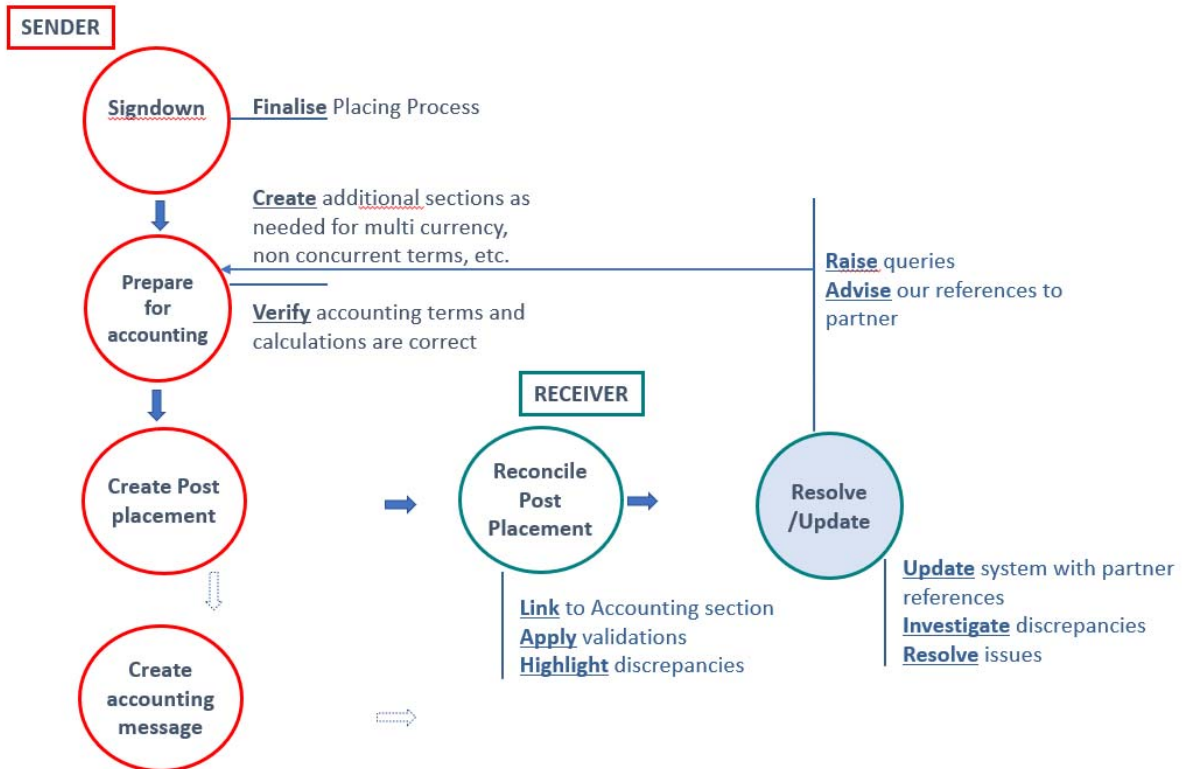 SENDER
Signdown
Finalise Placing Process
Create additional sections as
needed for multi currency,
non concurrent terms, etc.
Prepare
for
accounting
Raise queries
Advise our references to
partner
Verify accounting terms and
calculations are correct
RECEIVER
Create Post
placement
Reconcile
Post
Placement
Resolve
/Update
Link to Accounting section
Apply validations
Highlight discrepancies
Update system with partner
references
Investigate discrepancies
Resolve issues
Create
accounting
message